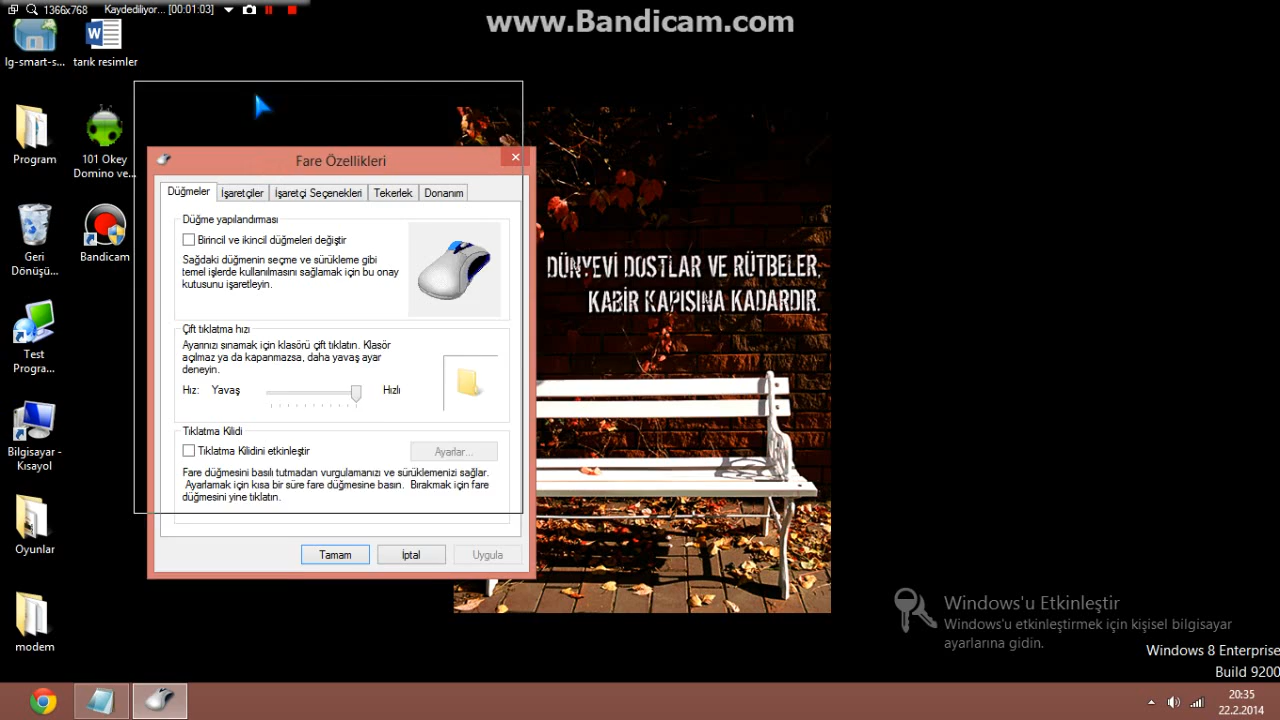 1366x768 Kaydediliyor... [00:01:03]
www.Bandicam.com
lg-smart-s...
tarık resimler
Program
101 Okey
Domino ve...
Geri
Dönüşü...
Bandicam
Test
Progra...
Bilgisayar -
Kısayol
Oyunlar
modem
Fare Özellikleri
Düğmeler
İşaretçiler
İşaretçi Seçenekleri
Tekerlek
Donanım
Düğme yapılandırması
Birincil ve ikincil düğmeleri değiştir
Sağdaki düğmenin seçme ve sürükleme gibi
temel işlerde kullanılmasını sağlamak için bu onay
kutusunu işaretleyin.
Çift tıklatma hızı
Ayarınızı sınamak için klasörü çift tıklatın. Klasör
açılmaz ya da kapanmazsa, daha yavaş ayar
deneyin.
Hız: Yavaş Hızlı
Tıklatma Kilidi
Tıklatma Kilidini etkinleştir
Ayarlar...
Fare düğmesini basılı tutmadan vurgulamanızı ve sürüklemenizi sağlar.
Ayarlamak için kısa bir süre fare düğmesine basın. Bırakmak için fare
düğmesini yine tıklatın.
Tamam
İptal
Uygula
DÜNYEVİ DOSTLAR VE RÜTBELER,
KABİR KAPISINA KADARDIR.
Windows'u Etkinleştir
Windows'u etkinleştirmek için kişisel bilgisayar
ayarlarına gidin.
Windows 8 Enterprise
Build 9200
20:35
22.2.2014